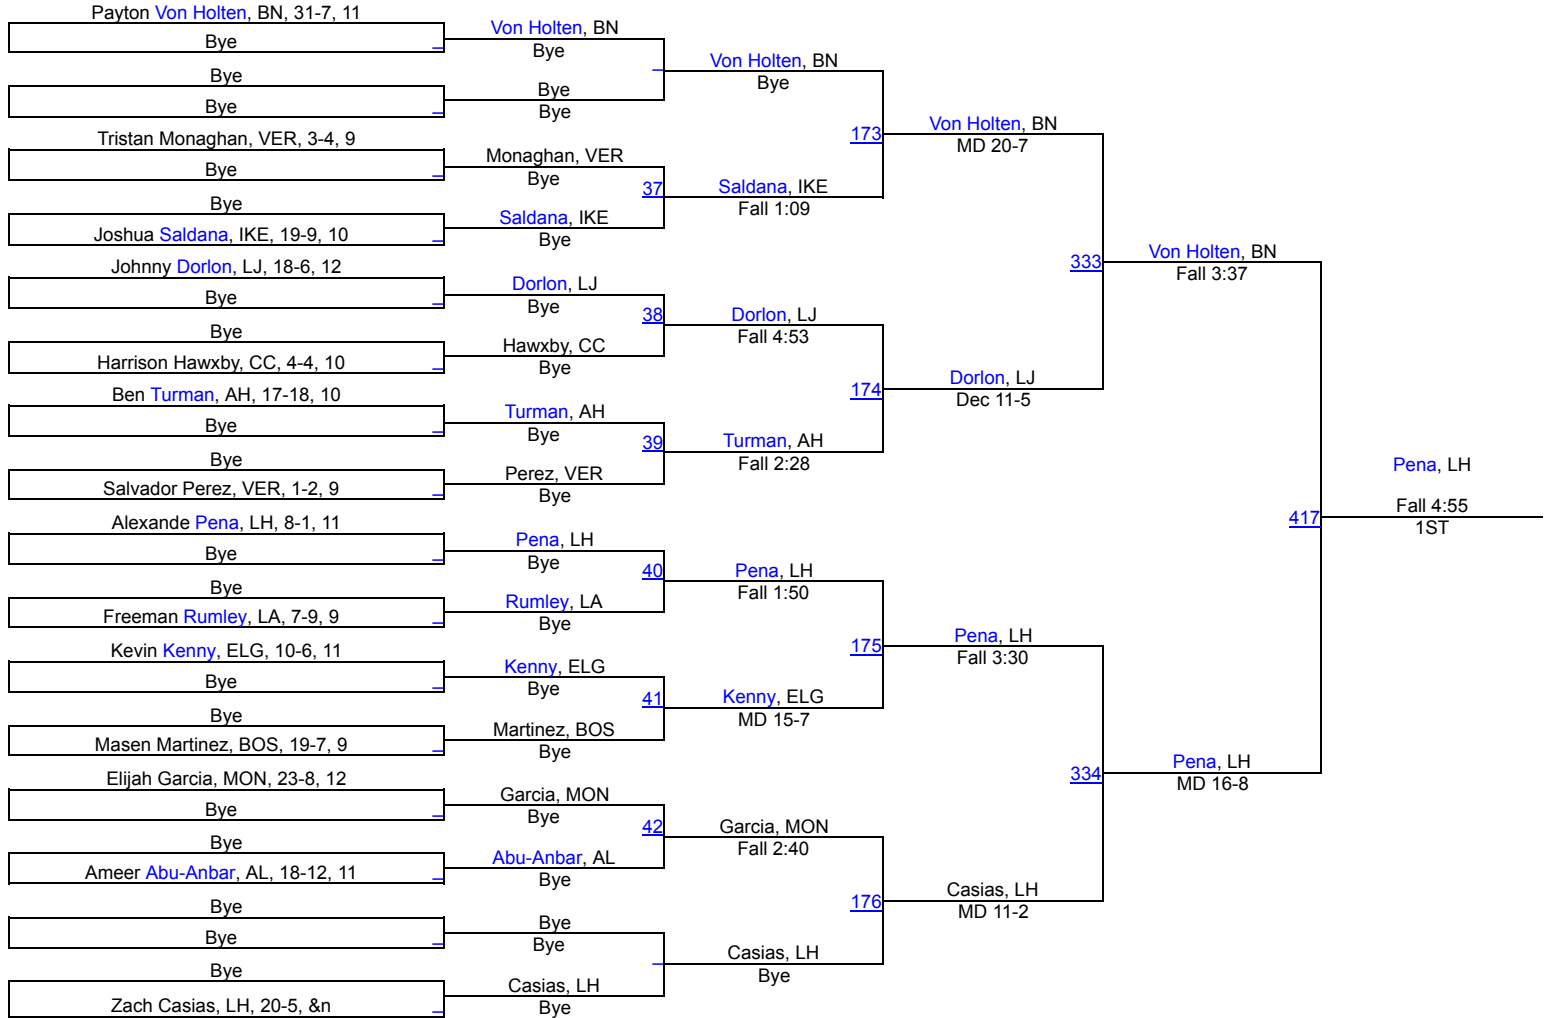 Payton Von Holten, BN, 31-7, 11
Bye
Bye
Bye
Tristan Monaghan, VER, 3-4, 9
Bye
Bye
Joshua Saldana, IKE, 19-9, 10
Johnny Dorlon, LJ, 18-6, 12
Bye
Bye
Harrison Hawxby, CC, 4-4, 10
Ben Turman, AH, 17-18, 10
Bye
Bye
Salvador Perez, VER, 1-2, 9
Alexande Pena, LH, 8-1, 11
Bye
Bye
Freeman Rumley, LA, 7-9, 9
Kevin Kenny, ELG, 10-6, 11
Bye
Bye
Masen Martinez, BOS, 19-7, 9
Elijah Garcia, MON, 23-8, 12
Bye
Bye
Ameer Abu-Anbar, AL, 18-12, 11
Bye
Bye
Bye
Zach Casias, LH, 20-5, &n
Von Holten, BN
Bye
Bye
Bye
Monaghan, VER
Bye
37
Saldana, IKE
Bye
Dorlon, LJ
Bye
38
Hawxby, CC
Bye
Turman, AH
Bye
39
Perez, VER
Bye
Pena, LH
Bye
40
Rumley, LA
Bye
Kenny, ELG
Bye
41
Martinez, BOS
Bye
Garcia, MON
Bye
42
Abu-Anbar, AL
Bye
Bye
Bye
Casias, LH
Bye
Von Holten, BN
Bye
173
Saldana, IKE
Fall 1:09
Dorlon, LJ
Fall 4:53
174
Turman, AH
Fall 2:28
Pena, LH
Fall 1:50
175
Kenny, ELG
MD 15-7
Garcia, MON
Fall 2:40
176
Casias, LH
Bye
Von Holten, BN
MD 20-7
333
Dorlon, LJ
Dec 11-5
Pena, LH
Fall 3:30
334
Casias, LH
MD 11-2
Von Holten, BN
Fall 3:37
417
Pena, LH
MD 16-8
Pena, LH
Fall 4:55
1ST